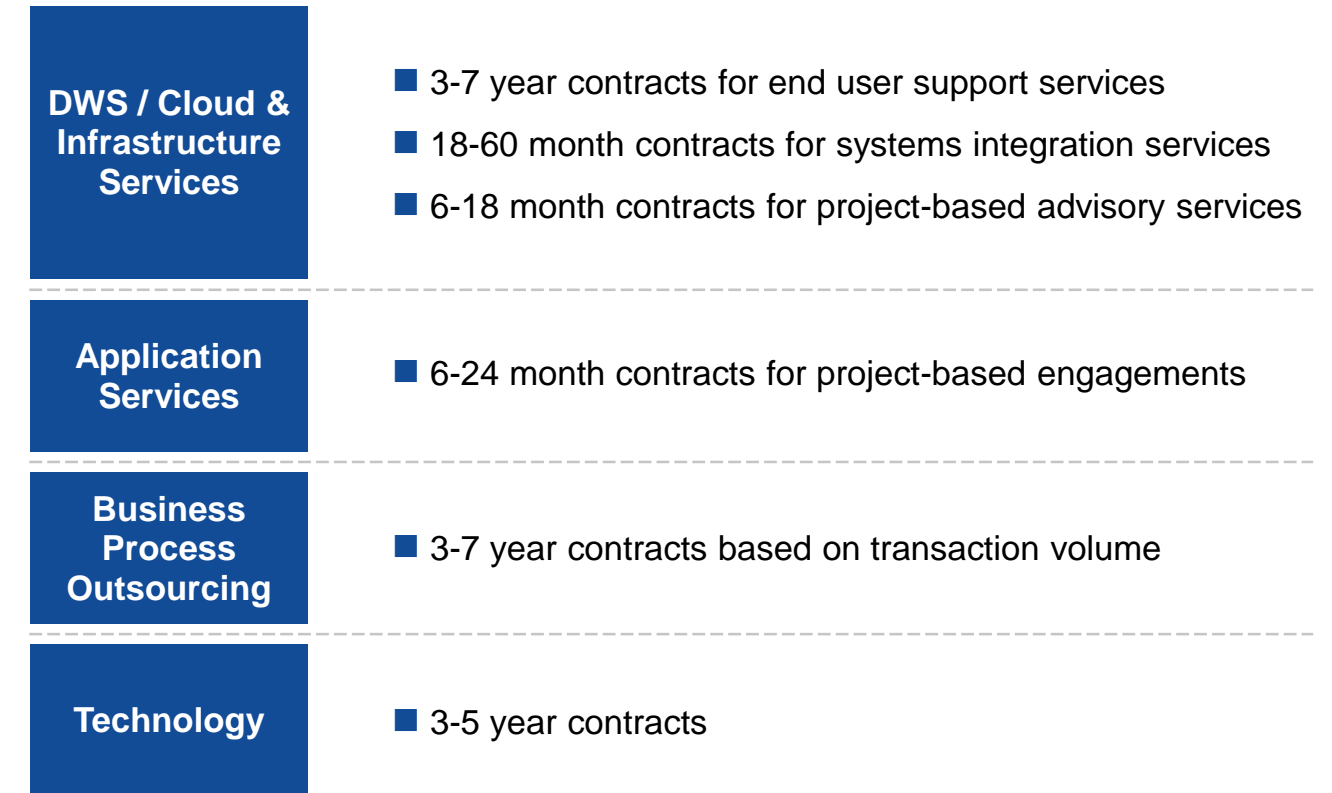 DWS / Cloud &
Infrastructure
Services
3-7 year contracts for end user support services
18-60 month contracts for systems integration services
6-18 month contracts for project-based advisory services
Application
Services
6-24 month contracts for project-based engagements
Business
Process
Outsourcing
3-7 year contracts based on transaction volume
Technology
3-5 year contracts